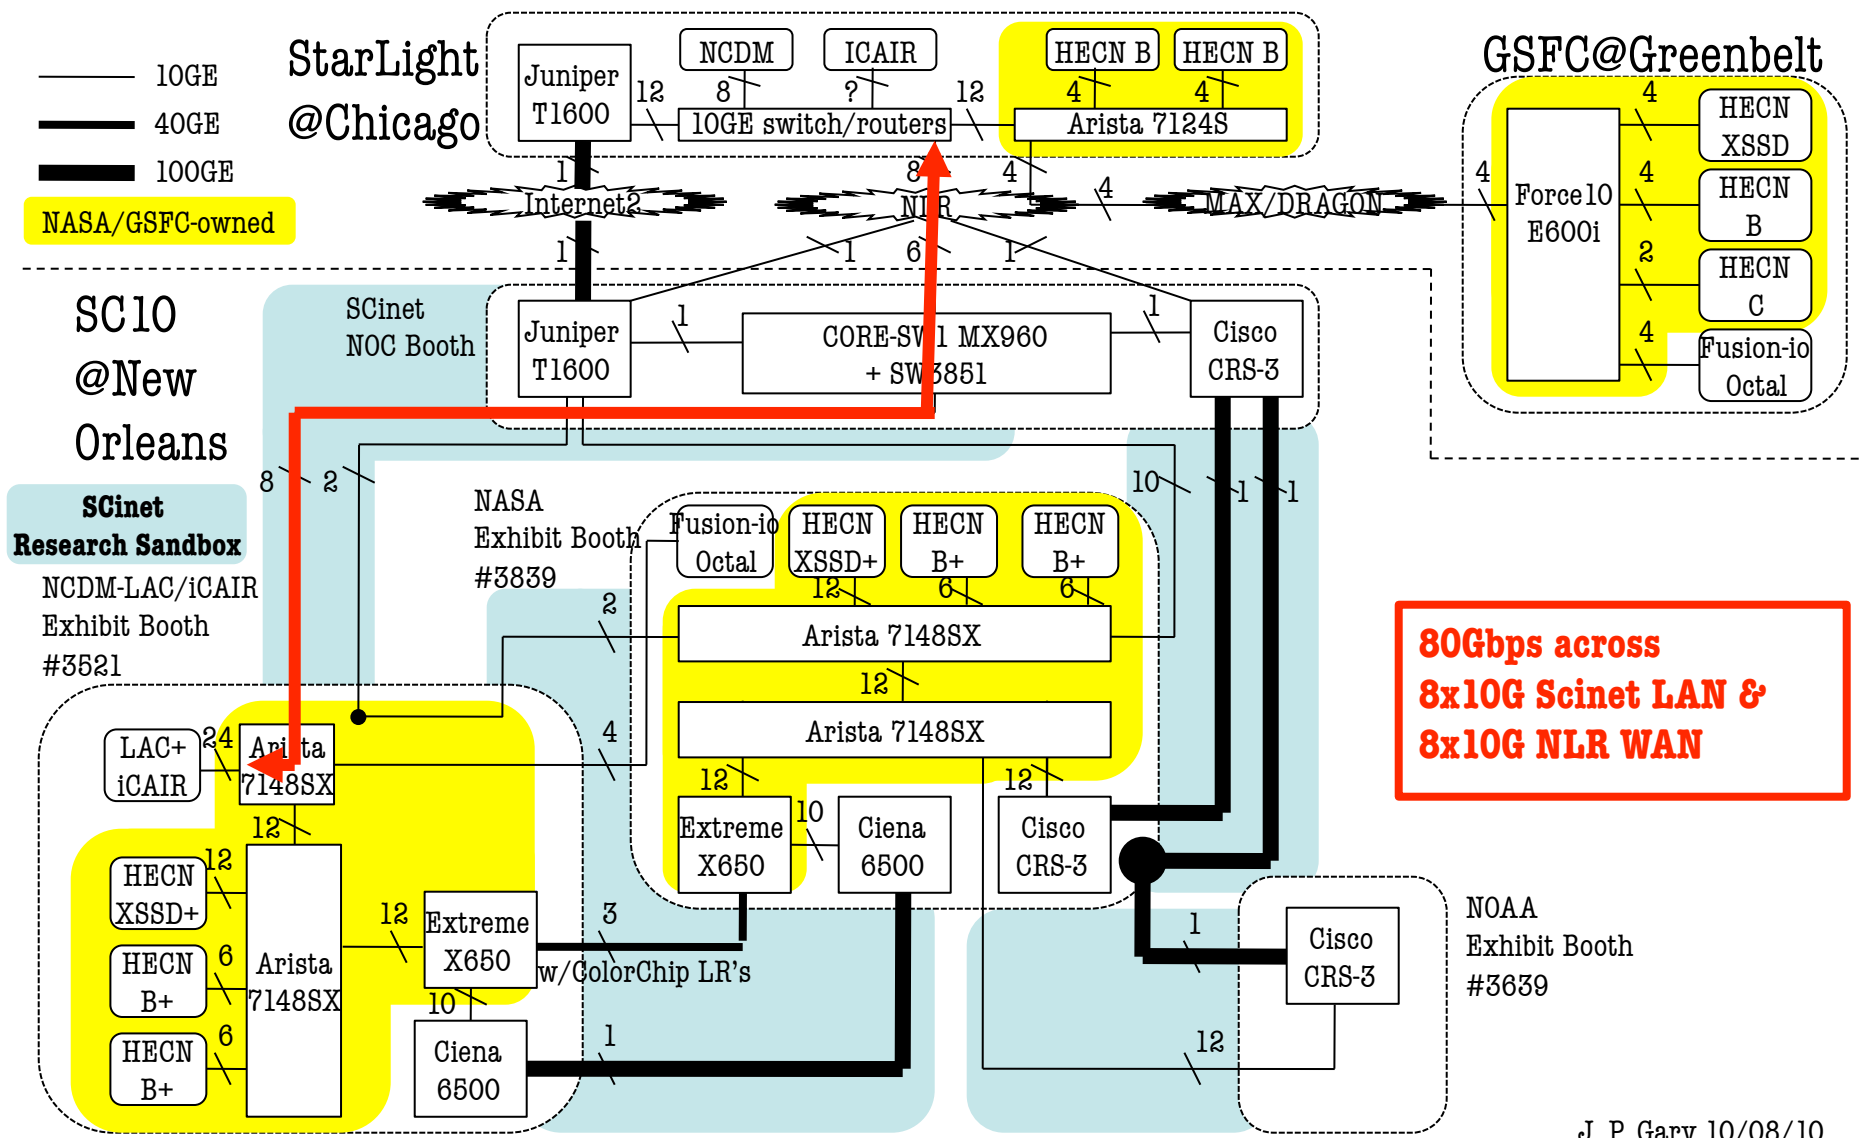 10GE
40GE
100GE
NASA/GSFC-owned
StarLight
@Chicago
Juniper
T1600
NCDM
ICAIR
HECN B
HECN B
12
8
?
12
4
4
10GE switch/routers
Arista 7124S
1
8
4
Internet2
NLR
4
MAX/DRAGON
4
1
1
6
1
GSFC@Greenbelt
Force10
E600i
4
HECN
XSSD
4
HECN
B
2
HECN
C
4
Fusion-io
Octal
SC10
@New
Orleans
SCinet
Research Sandbox
SCinet
NOC Booth
Juniper
T1600
1
CORE-SW1 MX960
+ SW3851
1
Cisco
CRS-3
8
2
10
1
1
NASA
Exhibit Booth
#3839
Fusion-io
Octal
HECN
XSSD+
HECN
B+
HECN
B+
12
6
6
2
Arista 7148SX
12
4
Arista 7148SX
12
12
Extreme
X650
10
Ciena
6500
Cisco
CRS-3
80Gbps across
8x10G Scinet LAN &
8x10G NLR WAN
NCDM-LAC/iCAIR
Exhibit Booth
#3521
LAC+
iCAIR
24
Arista
7148SX
12
HECN
XSSD+
12
HECN
B+
6
HECN
B+
6
Arista
7148SX
12
Extreme
X650
3
w/ColorChip LR's
10
Ciena
6500
1
1
12
Cisco
CRS-3
NOAA
Exhibit Booth
#3639
J. P. Gary 10/08/10